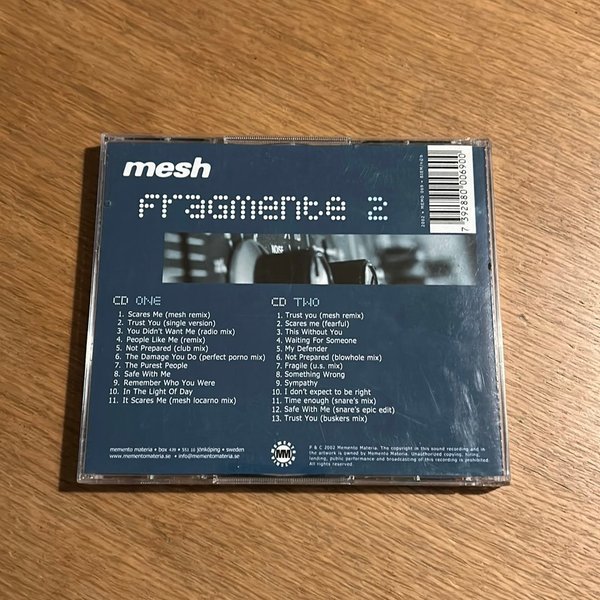 mesh
fragmente 2
NOSE
CD ONE
1. Scares Me (mesh remix)
2. Trust You (single version)
3. You Didn't Want Me (radio mix)
4. People Like Me (remix)
5. Not Prepared (club mix)
6. The Damage You Do (perfect porno mix)
7. The Purest People
8. Safe With Me
9. Remember Who You Were
10. In The Light Of Day
11. It Scares Me (mesh locarno mix)
CD TWO
1. Trust you (mesh remix)
2. Scares me (fearful)
3. This Without You
4. Waiting For Someone
5. My Defender
6. Not Prepared (blowhole mix)
7. Fragile (u.s. mix)
8. Something Wrong
9. Sympathy
10. I don't expect to be right
11. Time enough (snare's mix)
12. Safe With Me (snare's epic edit)
13. Trust You (buskers mix)
memento materia • box 439 • 551 10 jönköping • sweden
www.mementomateria.se • info@mementomateria.se
MM
P & C 2002 Memento Materia. The copyright in this sound recording and in
the artwork is owned by Memento Materia. Unauthorized copying, hiring,
lending, public performance and broadcasting of this recording is prohibited.
All rights reserved.
7 392880 006900